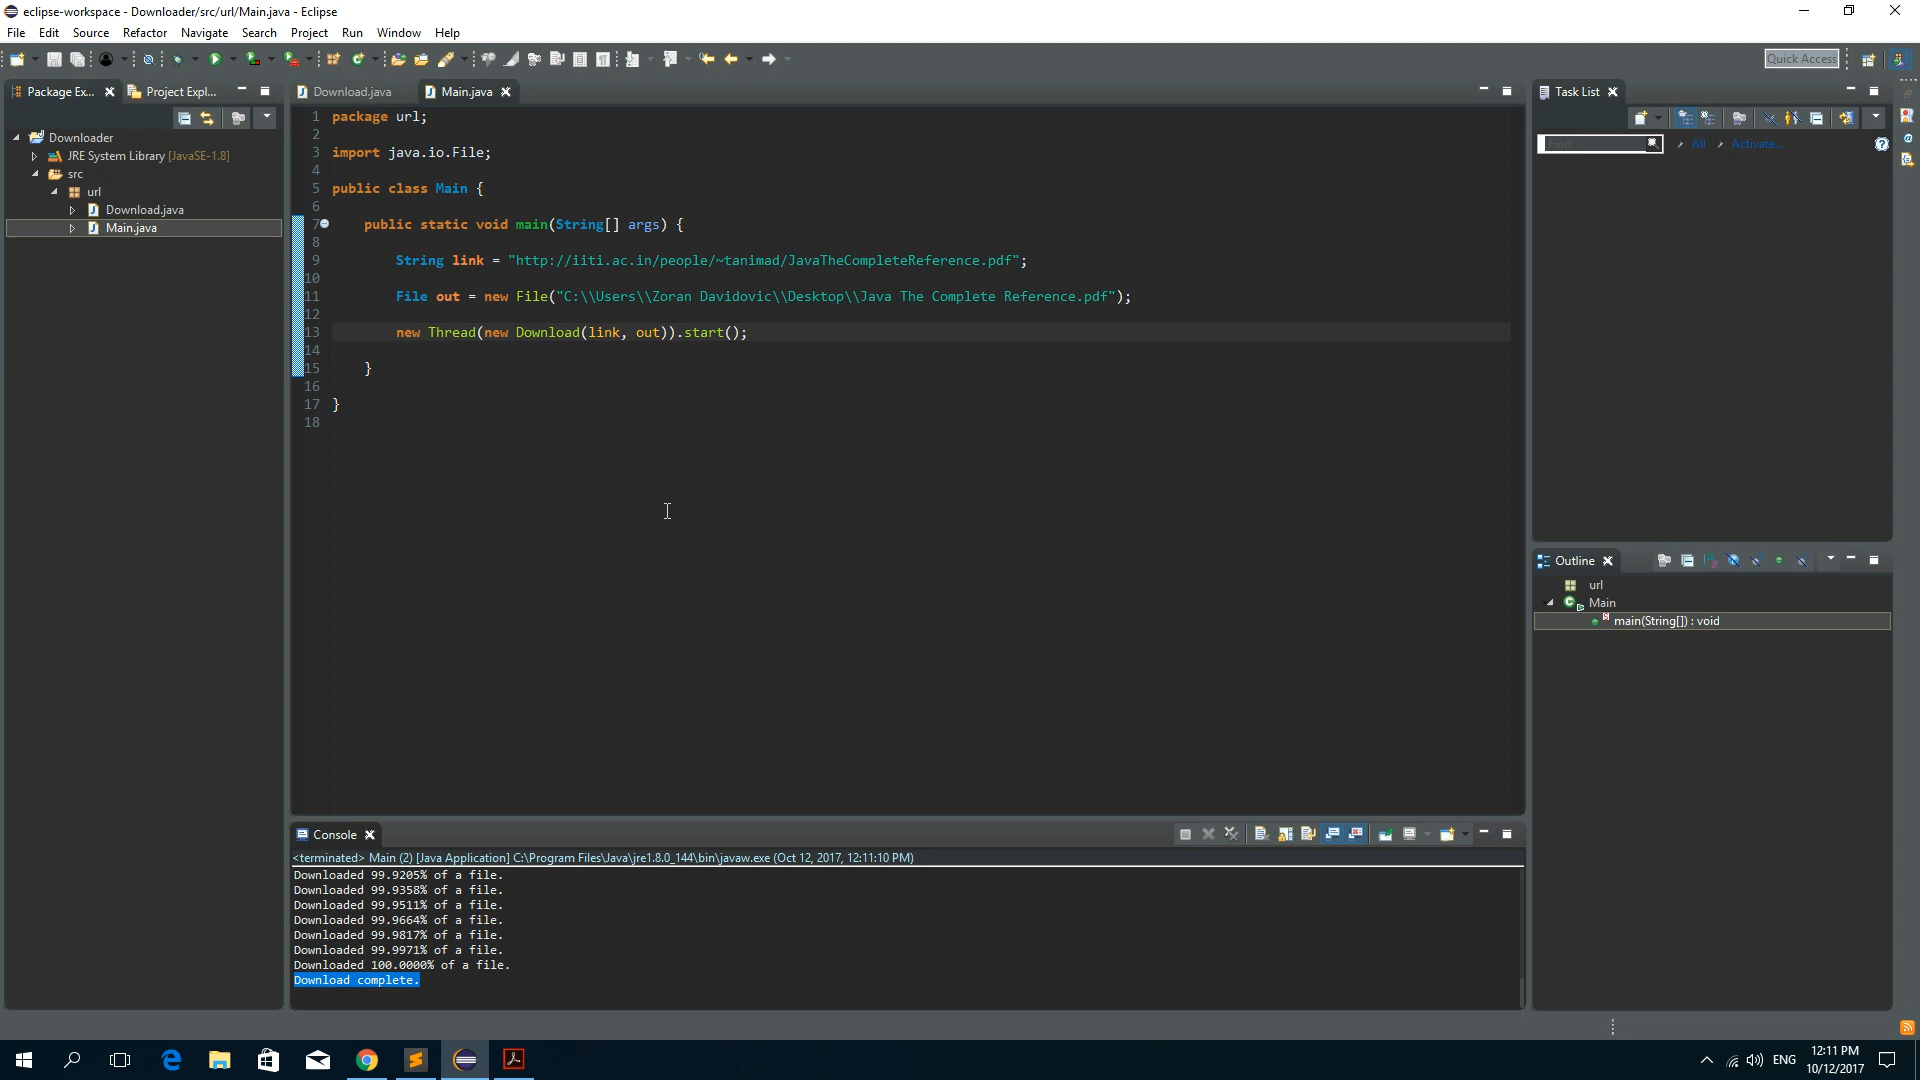 eclipse-workspace - Downloader/src/url/Main.java - Eclipse
File Edit Source Refactor Navigate Search Project Run Window Help
Quick Access
Package Ex...
Project Expl...
Downloader
JRE System Library [JavaSE-1.8]
src
url
Download.java
Main.java
Download.java
Main.java
1 package url;
2
3 import java.io.File;
4
5 public class Main {
6
7 public static void main(String[] args) {
8
9 String link = "http://iiti.ac.in/people/~tanimad/JavaTheCompleteReference.pdf";
10
11 File out = new File("C:\\Users\\Zoran Davidovic\\Desktop\\Java The Complete Reference.pdf");
12
13 new Thread(new Download(link, out)).start();
14
15 }
16
17 }
18
Console
<terminated> Main (2) [Java Application] C:\Program Files\Java\jre1.8.0_144\bin\javaw.exe (Oct 12, 2017, 12:11:10 PM)
Downloaded 99.9205% of a file.
Downloaded 99.9358% of a file.
Downloaded 99.9511% of a file.
Downloaded 99.9664% of a file.
Downloaded 99.9817% of a file.
Downloaded 99.9971% of a file.
Downloaded 100.0000% of a file.
Download complete.
Task List
Find
All
Activate...
Outline
url
Main
main(String[]) : void
ENG
12:11 PM
10/12/2017